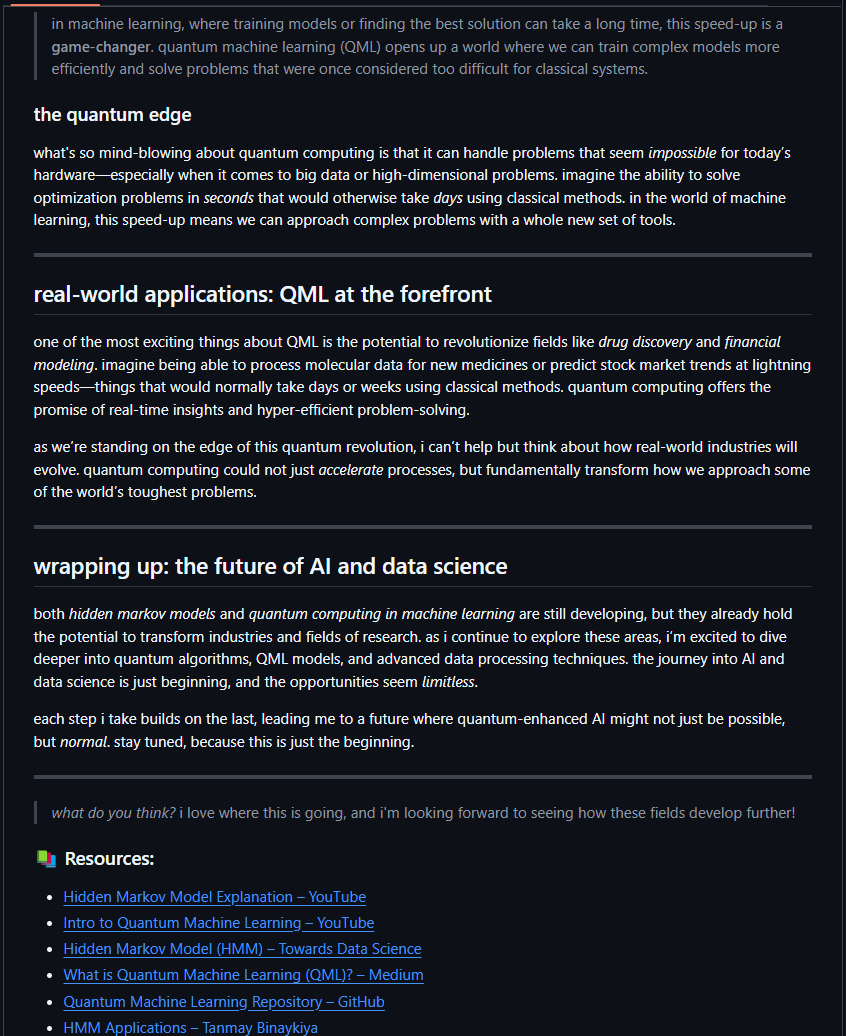 in machine learning, where training models or finding the best solution can take a long time, this speed-up is a
game-changer. quantum machine learning (QML) opens up a world where we can train complex models more
efficiently and solve problems that were once considered too difficult for classical systems.
the quantum edge
what's so mind-blowing about quantum computing is that it can handle problems that seem impossible for today's
hardware—especially when it comes to big data or high-dimensional problems. imagine the ability to solve
optimization problems in seconds that would otherwise take days using classical methods. in the world of machine
learning, this speed-up means we can approach complex problems with a whole new set of tools.
real-world applications: QML at the forefront
one of the most exciting things about QML is the potential to revolutionize fields like drug discovery and financial
modeling. imagine being able to process molecular data for new medicines or predict stock market trends at lightning
speeds—things that would normally take days or weeks using classical methods. quantum computing offers the
promise of real-time insights and hyper-efficient problem-solving.
as we're standing on the edge of this quantum revolution, i can't help but think about how real-world industries will
evolve. quantum computing could not just accelerate processes, but fundamentally transform how we approach some
of the world's toughest problems.
wrapping up: the future of AI and data science
both hidden markov models and quantum computing in machine learning are still developing, but they already hold
the potential to transform industries and fields of research. as i continue to explore these areas, i'm excited to dive
deeper into quantum algorithms, QML models, and advanced data processing techniques. the journey into AI and
data science is just beginning, and the opportunities seem limitless.
each step i take builds on the last, leading me to a future where quantum-enhanced AI might not just be possible,
but normal. stay tuned, because this is just the beginning.
what do you think? i love where this is going, and i'm looking forward to seeing how these fields develop further!
📚 Resources:
• Hidden Markov Model Explanation – YouTube
• Intro to Quantum Machine Learning – YouTube
• Hidden Markov Model (HMM) – Towards Data Science
• What is Quantum Machine Learning (QML)? – Medium
• Quantum Machine Learning Repository – GitHub
• HMM Applications – Tanmay Binaykiya